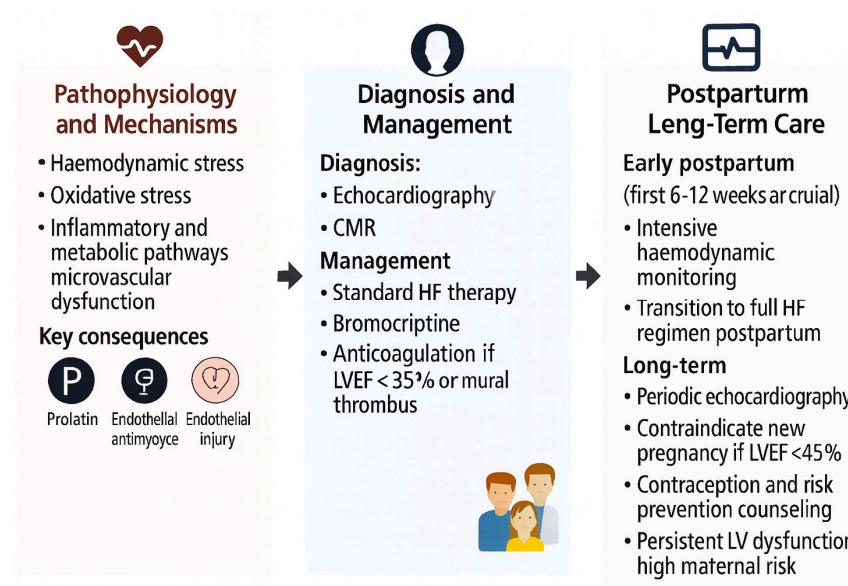 Pathophysiology
and Mechanisms
• Haemodynamic stress
• Oxidative stress
• Inflammatory and
metabolic pathways
microvascular
dysfunction
Key consequences
P
Prolatin
Endothellal
antimyoyce
Endothelial
injury
Diagnosis and
Management
Diagnosis:
• Echocardiography
• CMR
Management
• Standard HF therapy
• Bromocriptine
• Anticoagulation if
LVEF < 35% or mural
thrombus
Postparturm
Leng-Term Care
Early postpartum
(first 6-12 weeks ar cruial)
• Intensive
haemodynamic
monitoring
• Transition to full HF
regimen postpartum
Long-term
• Periodic echocardiography
• Contraindicate new
pregnancy if LVEF <45%
• Contraception and risk
prevention counseling
• Persistent LV dysfunction
high maternal risk